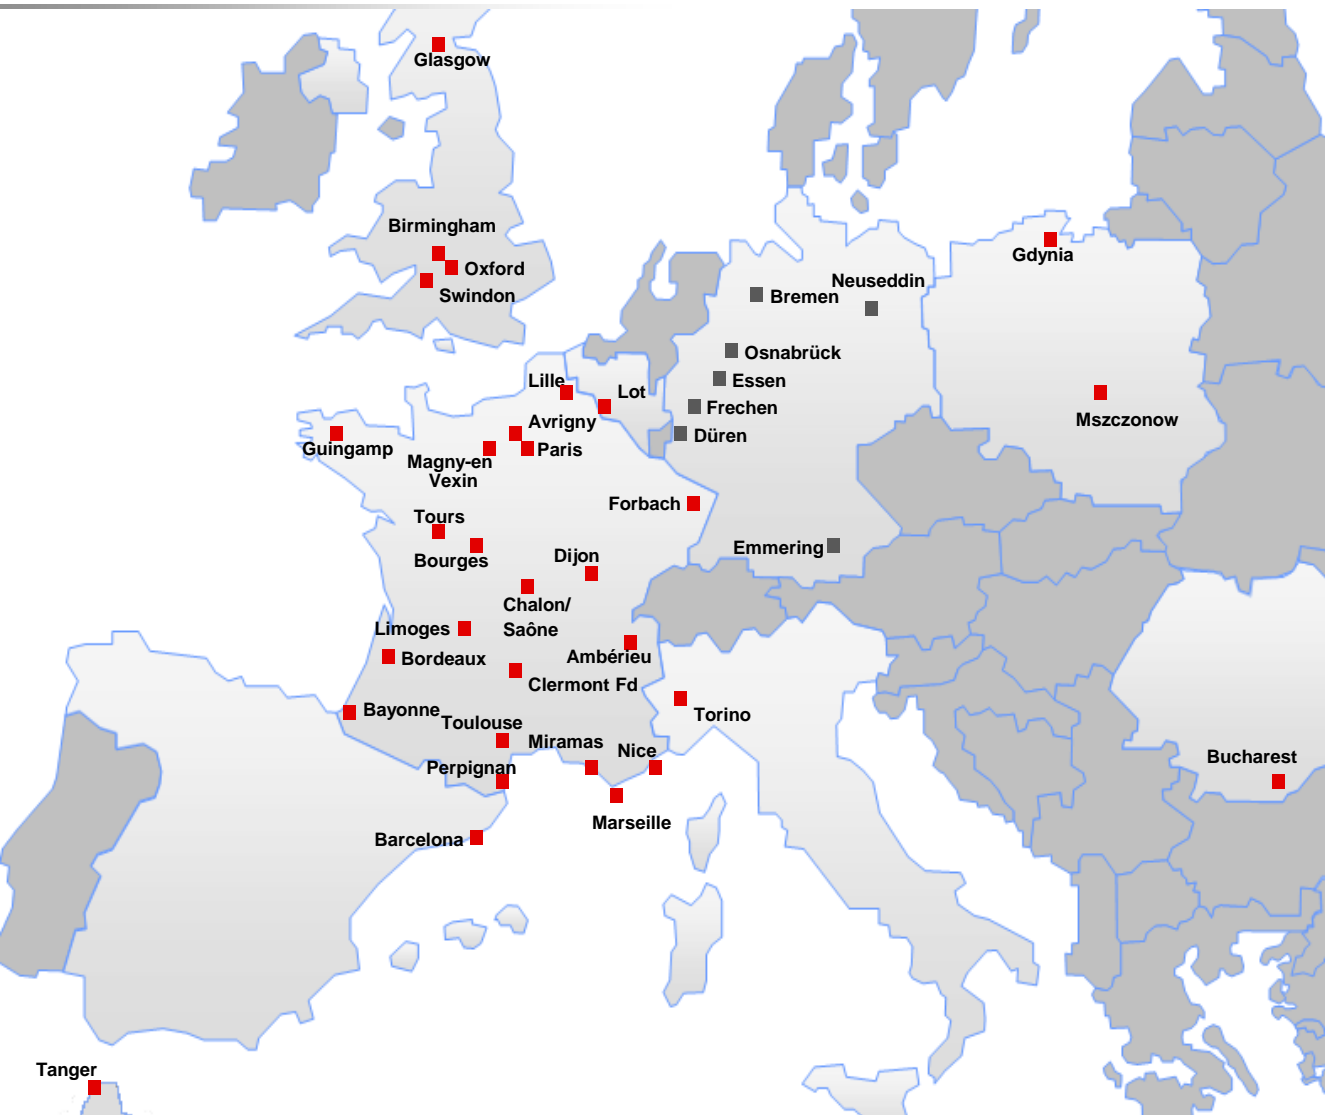 Glasgow
Birmingham
Oxford
Swindon
Gdynia
Neuseddin
Bremen
Osnabrück
Essen
Frechen
Düren
Lille
Lot
Mszczonow
Avrigny
Paris
Guingamp
Magny-en
Vexin
Forbach
Tours
Bourges
Dijon
Emmering
Chalon/
Saône
Limoges
Bordeaux
Ambérieu
Clermont Fd
Bayonne
Torino
Toulouse
Miramas
Nice
Perpignan
Bucharest
Marseille
Barcelona
Tanger